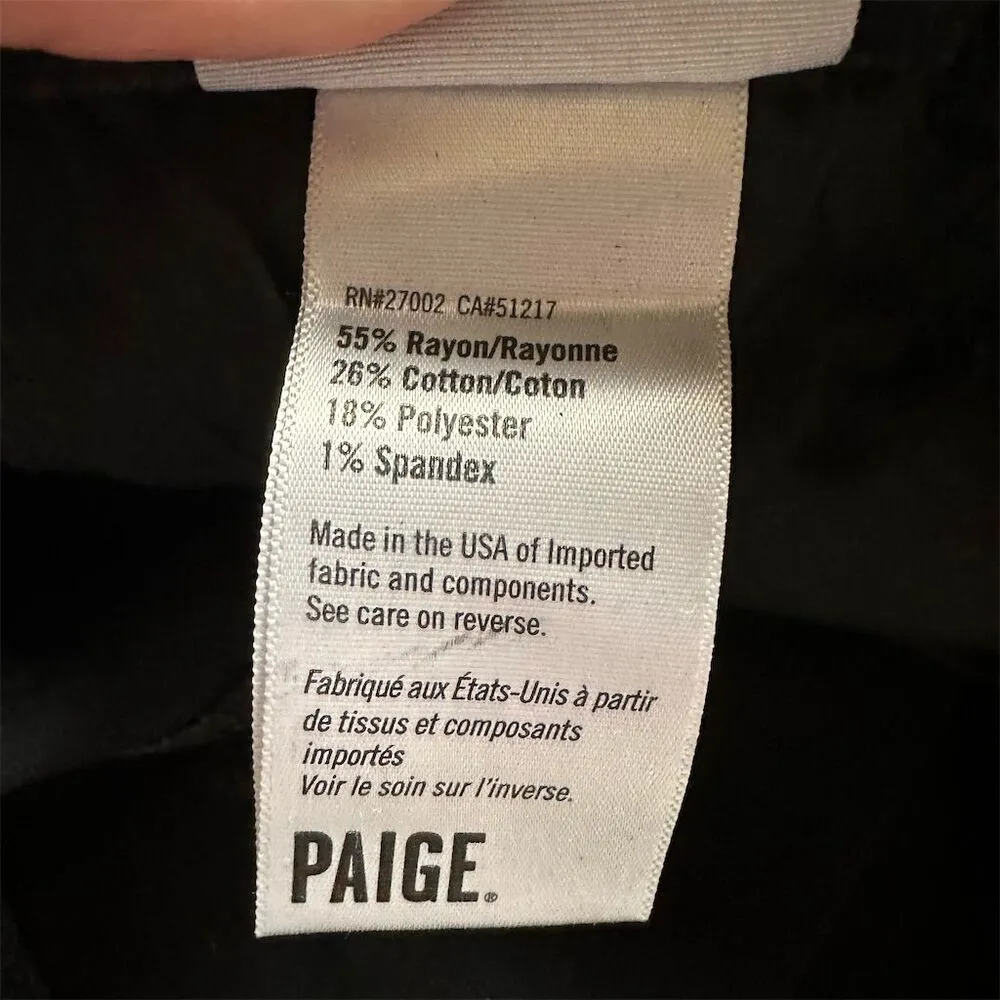 RN#27002 CA#51217
55% Rayon/Rayonne
26% Cotton/Coton
18% Polyester
1% Spandex
Made in the USA of Imported
fabric and components.
See care on reverse.
Fabriqué aux États-Unis à partir
de tissus et composants
importés
Voir le soin sur l'inverse.
PAIGE®